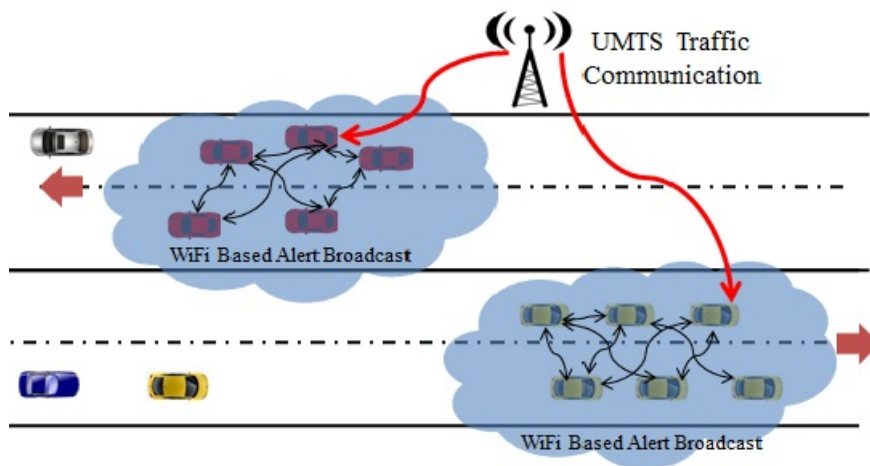 UMTS Traffic
Communication
WiFi Based Alert Broadcast
WiFi Based Alert Broadcast